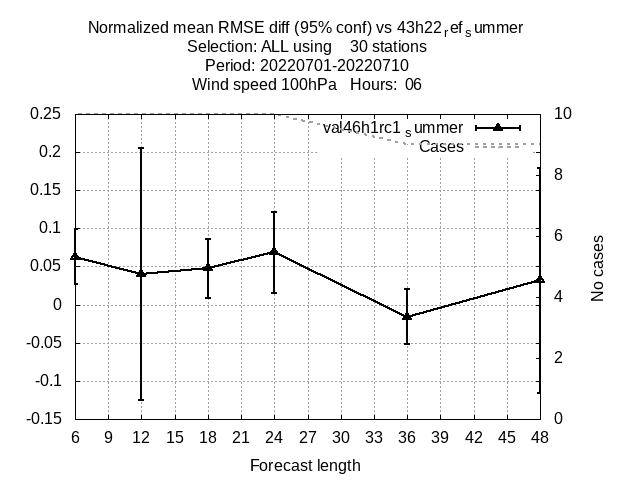 Normalized mean RMSE diff (95% conf) vs 43h22ref summer
Selection: ALL using 30 stations
Period: 20220701-20220710
Wind speed 100hPa Hours: 06
0.25
0.2
0.15
0.1
0.05
0
-0.05
-0.1
-0.15
10
8
6
4
2
0
No cases
val46h1rc1summer
Cases
6 9 12 15 18 21 24 27 30 33 36 39 42 45 48
Forecast length